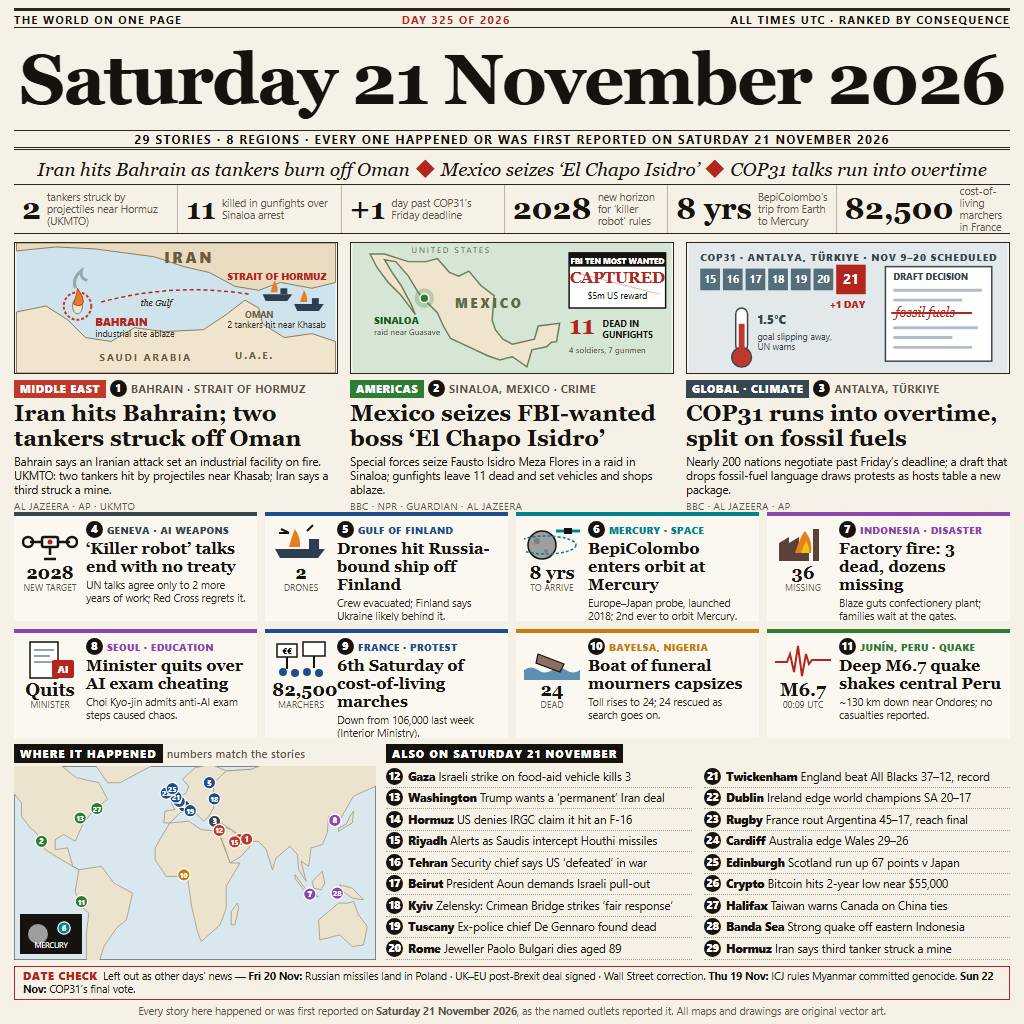 THE WORLD ON ONE PAGE
DAY 325 OF 2026
ALL TIMES UTC · RANKED BY CONSEQUENCE
Saturday 21 November 2026
29 STORIES · 8 REGIONS · EVERY ONE HAPPENED OR WAS FIRST REPORTED ON SATURDAY 21 NOVEMBER 2026
Iran hits Bahrain as tankers burn off Oman ◆ Mexico seizes ‘El Chapo Isidro’ ◆ COP31 talks run into overtime
2
tankers struck by
projectiles near Hormuz
(UKMTO)
11
killed in gunfights over
Sinaloa arrest
+1
day past COP31's
Friday deadline
2028
new horizon
for ‘killer
robot’ rules
8 yrs
BepiColombo's
trip from Earth
to Mercury
82,500
cost-of-
living
marchers
in France
IRAN
STRAIT OF HORMUZ
the Gulf
BAHRAIN
industrial site ablaze
OMAN
2 tankers hit near Khasab
SAUDI ARABIA
U.A.E.
UNITED STATES
MEXICO
SINALOA
raid near Guasave
FBI TEN MOST WANTED
CAPTURED
$5m US reward
11
DEAD IN
GUNFIGHTS
4 soldiers, 7 gunmen
COP31 · ANTALYA, TÜRKIYE · NOV 9–20 SCHEDULED
15 16 17 18 19 20 21
+1 DAY
1.5°C
goal slipping away,
UN warns
DRAFT DECISION
fossil fuels
MIDDLE EAST 1 BAHRAIN · STRAIT OF HORMUZ
Iran hits Bahrain; two
tankers struck off Oman
Bahrain says an Iranian attack set an industrial facility on fire.
UKMTO: two tankers hit by projectiles near Khasab; Iran says a
third struck a mine.
AL JAZEERA · AP · UKMTO
AMERICAS 2 SINALOA, MEXICO · CRIME
Mexico seizes FBI-wanted
boss ‘El Chapo Isidro’
Special forces seize Fausto Isidro Meza Flores in a raid in
Sinaloa; gunfights leave 11 dead and set vehicles and shops
ablaze.
BBC · NPR · GUARDIAN · AL JAZEERA
GLOBAL · CLIMATE 3 ANTALYA, TÜRKIYE
COP31 runs into overtime,
split on fossil fuels
Nearly 200 nations negotiate past Friday's deadline; a draft that
drops fossil-fuel language draws protests as hosts table a new
package.
BBC · AL JAZEERA · AP
2028
NEW TARGET
4 GENEVA · AI WEAPONS
‘Killer robot’ talks
end with no treaty
UN talks agree only to 2 more
years of work; Red Cross regrets it.
2
DRONES
5 GULF OF FINLAND
Drones hit Russia-
bound ship off
Finland
Crew evacuated; Finland says
Ukraine likely behind it.
8 yrs
TO ARRIVE
6 MERCURY · SPACE
BepiColombo
enters orbit at
Mercury
Europe–Japan probe, launched
2018; 2nd ever to orbit Mercury.
36
MISSING
7 INDONESIA · DISASTER
Factory fire: 3
dead, dozens
missing
Blaze guts confectionery plant;
families wait at the gates.
AI
Quits
MINISTER
8 SEOUL · EDUCATION
Minister quits over
AI exam cheating
Choi Kyo-jin admits anti-AI exam
steps caused chaos.
€€
82,500
MARCHERS
9 FRANCE · PROTEST
6th Saturday of
cost-of-living
marches
Down from 106,000 last week
(Interior Ministry).
24
DEAD
10 BAYELSA, NIGERIA
Boat of funeral
mourners capsizes
Toll rises to 24; 24 rescued as
search goes on.
M6.7
00:09 UTC
11 JUNÍN, PERU · QUAKE
Deep M6.7 quake
shakes central Peru
~130 km down near Ondores; no
casualties reported.
WHERE IT HAPPENED numbers match the stories
25
21
5
18
19
27
13
2
3
12
15
1
8
10
7
28
11
6
MERCURY
ALSO ON SATURDAY 21 NOVEMBER
12 Gaza Israeli strike on food-aid vehicle kills 3
13 Washington Trump wants a ‘permanent’ Iran deal
14 Hormuz US denies IRGC claim it hit an F-16
15 Riyadh Alerts as Saudis intercept Houthi missiles
16 Tehran Security chief says US ‘defeated’ in war
17 Beirut President Aoun demands Israeli pull-out
18 Kyiv Zelensky: Crimean Bridge strikes ‘fair response’
19 Tuscany Ex-police chief De Gennaro found dead
20 Rome Jeweller Paolo Bulgari dies aged 89
21 Twickenham England beat All Blacks 37–12, record
22 Dublin Ireland edge world champions SA 20–17
23 Rugby France rout Argentina 45–17, reach final
24 Cardiff Australia edge Wales 29–26
25 Edinburgh Scotland run up 67 points v Japan
26 Crypto Bitcoin hits 2-year low near $55,000
27 Halifax Taiwan warns Canada on China ties
28 Banda Sea Strong quake off eastern Indonesia
29 Hormuz Iran says third tanker struck a mine
DATE CHECK Left out as other days' news — Fri 20 Nov: Russian missiles land in Poland · UK–EU post-Brexit deal signed · Wall Street correction. Thu 19 Nov: ICJ rules Myanmar committed genocide. Sun 22
Nov: COP31's final vote.
Every story here happened or was first reported on Saturday 21 November 2026, as the named outlets reported it. All maps and drawings are original vector art.